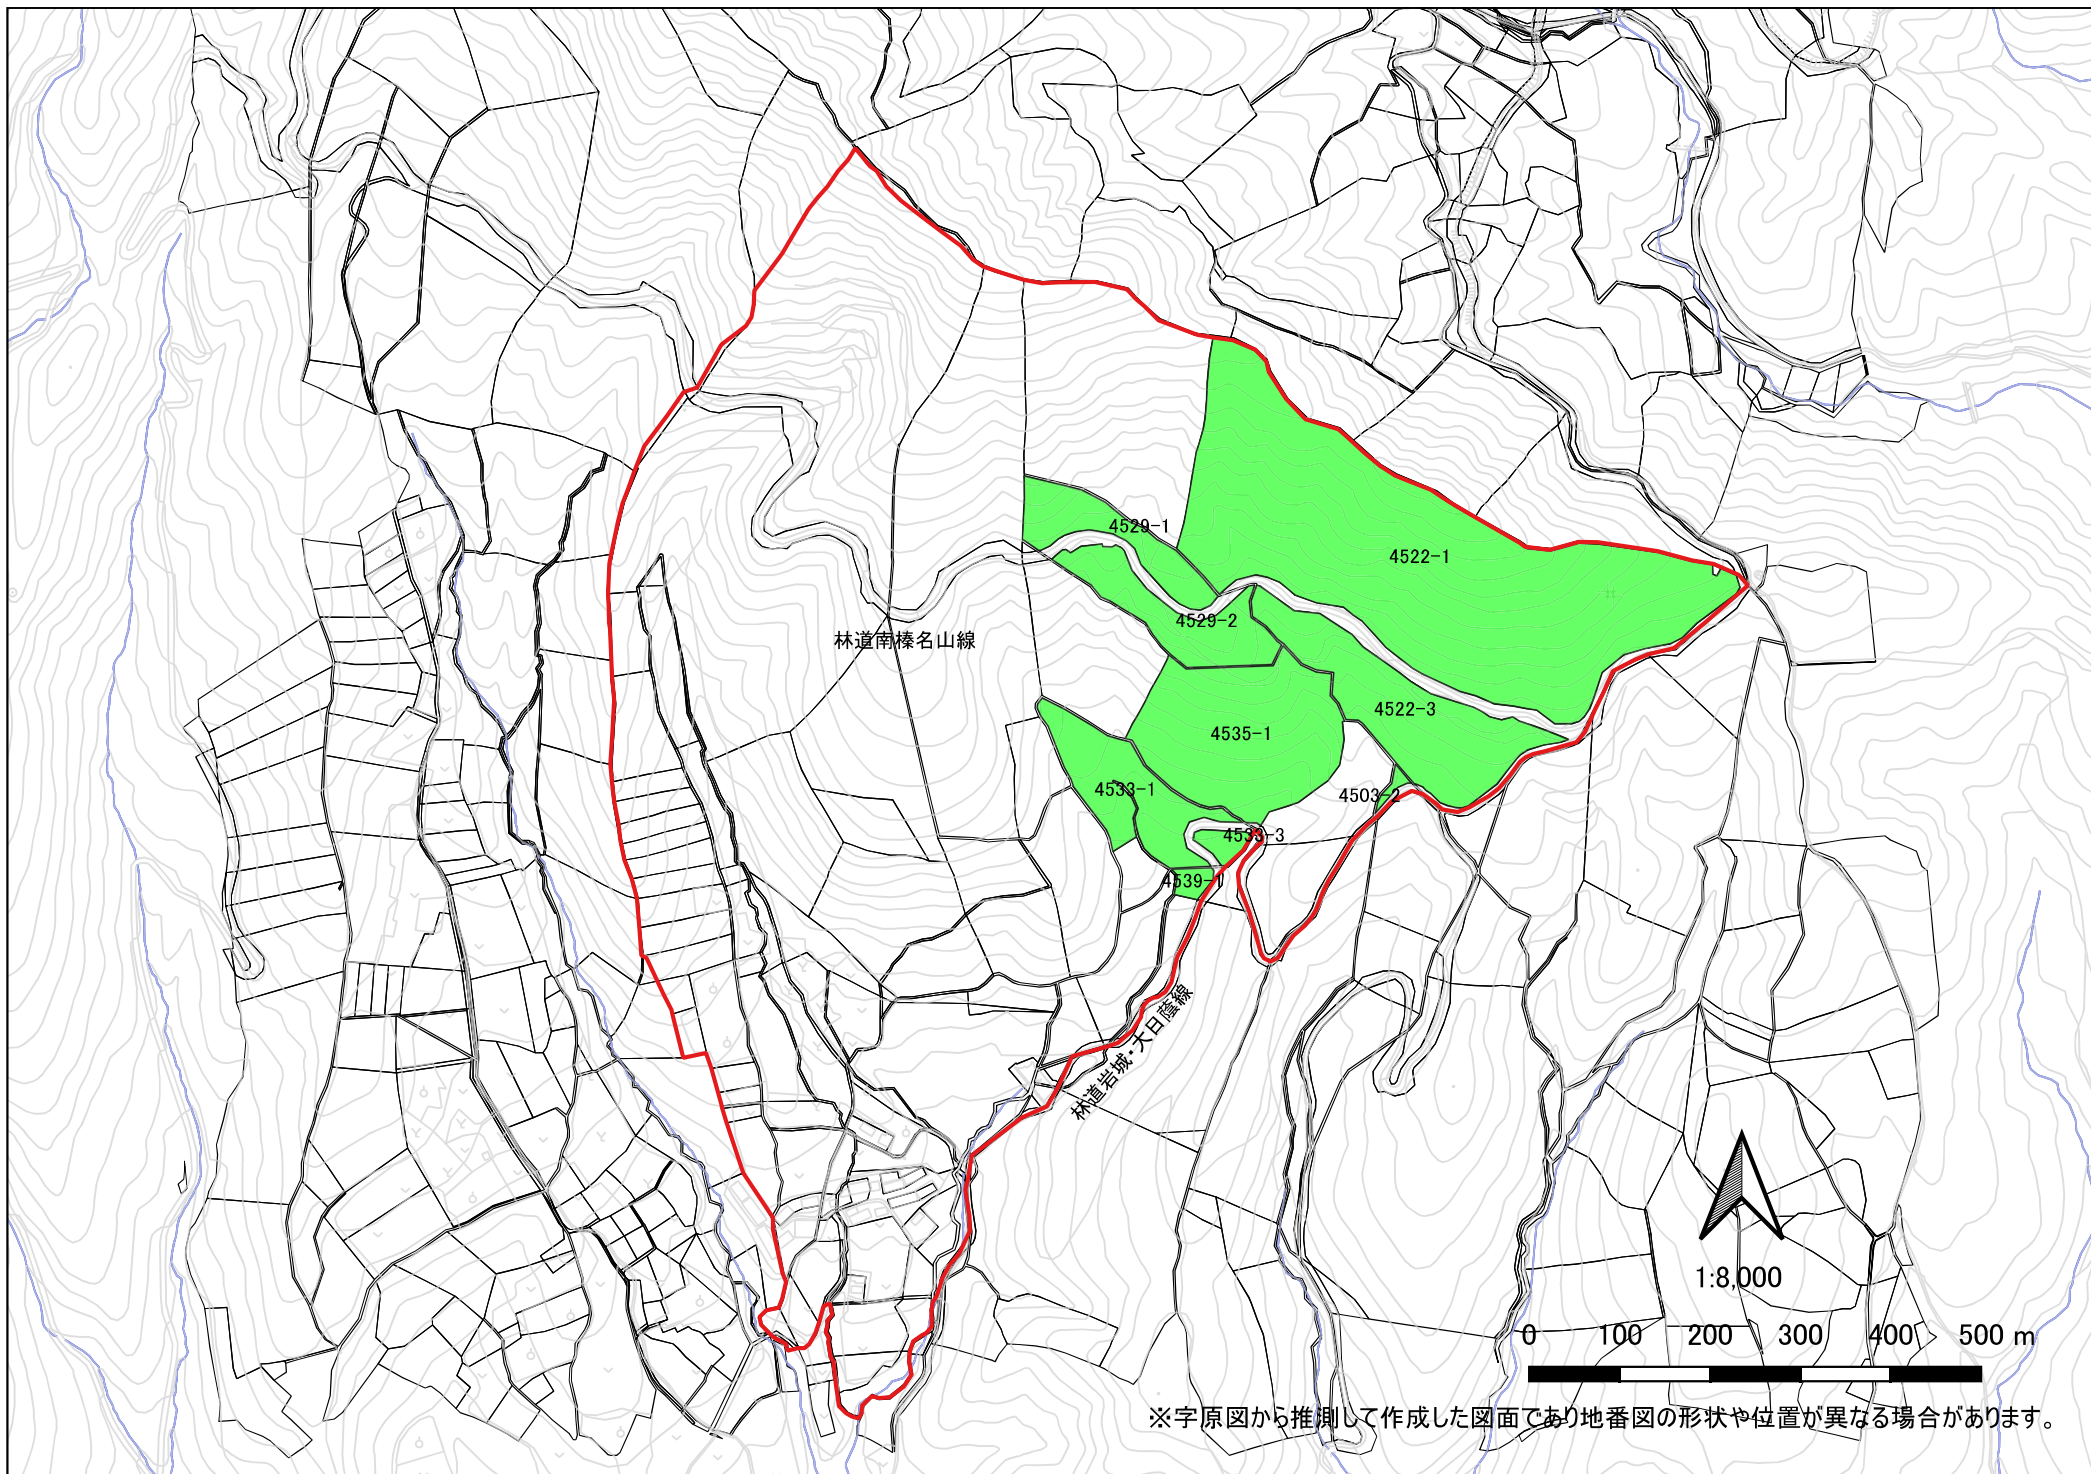 4529-1
4522-1
4529-2
林道南榛名山線
4522-3
4535-1
4533-1
4503-2
4533-3
4539-1
林道岩城・大日蔭線
1:8,000
0 100 200 300 400 500 m
※字原図から推測して作成した図面であり地番図の形状や位置が異なる場合があります。